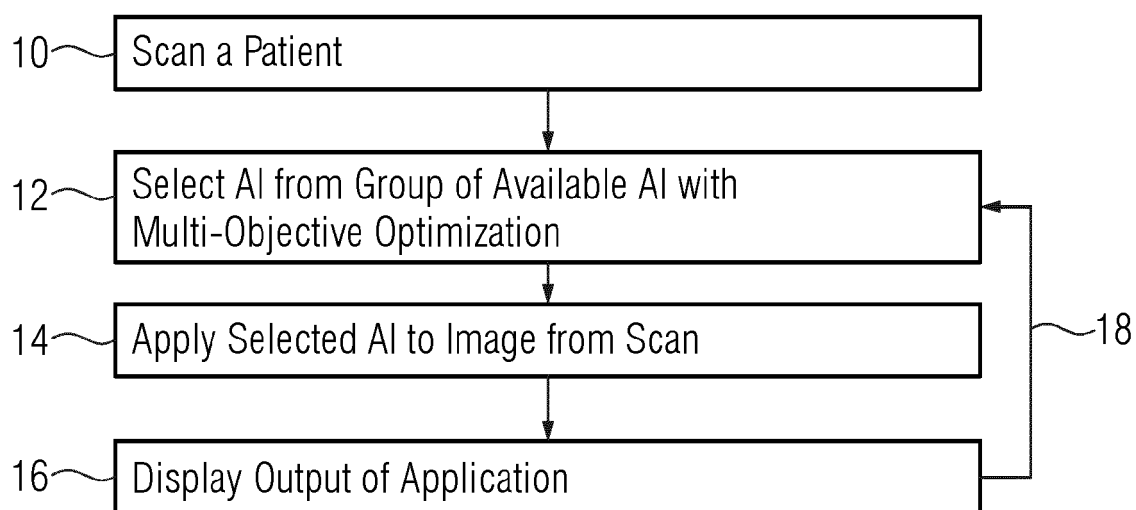 10 Scan a Patient
12 Select AI from Group of Available AI with
Multi-Objective Optimization
14 Apply Selected AI to Image from Scan
18
16 Display Output of Application